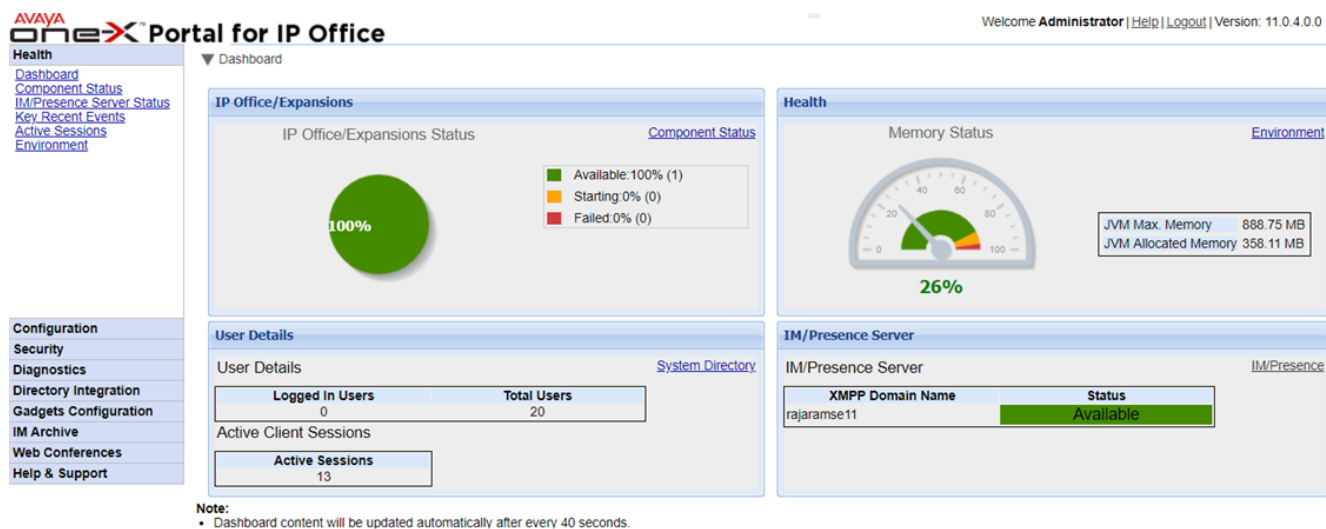 AVAYA
one-X™ Portal for IP Office
Welcome Administrator | Help | Logout | Version: 11.0.4.0.0
Health
Dashboard
Component Status
IM/Presence Server Status
Key Recent Events
Active Sessions
Environment
Configuration
Security
Diagnostics
Directory Integration
Gadgets Configuration
IM Archive
Web Conferences
Help & Support
▼ Dashboard
IP Office/Expansions
IP Office/Expansions Status
Component Status
100%
Available:100% (1)
Starting:0% (0)
Failed:0% (0)
Health
Memory Status
Environment
0 20 40 60 80 100
26%
JVM Max. Memory 888.75 MB
JVM Allocated Memory 358.11 MB
User Details
User Details
System Directory
Logged In Users Total Users
0 20
Active Client Sessions
Active Sessions
13
IM/Presence Server
IM/Presence Server
IM/Presence
XMPP Domain Name Status
rajaramse11 Available
Note:
• Dashboard content will be updated automatically after every 40 seconds.